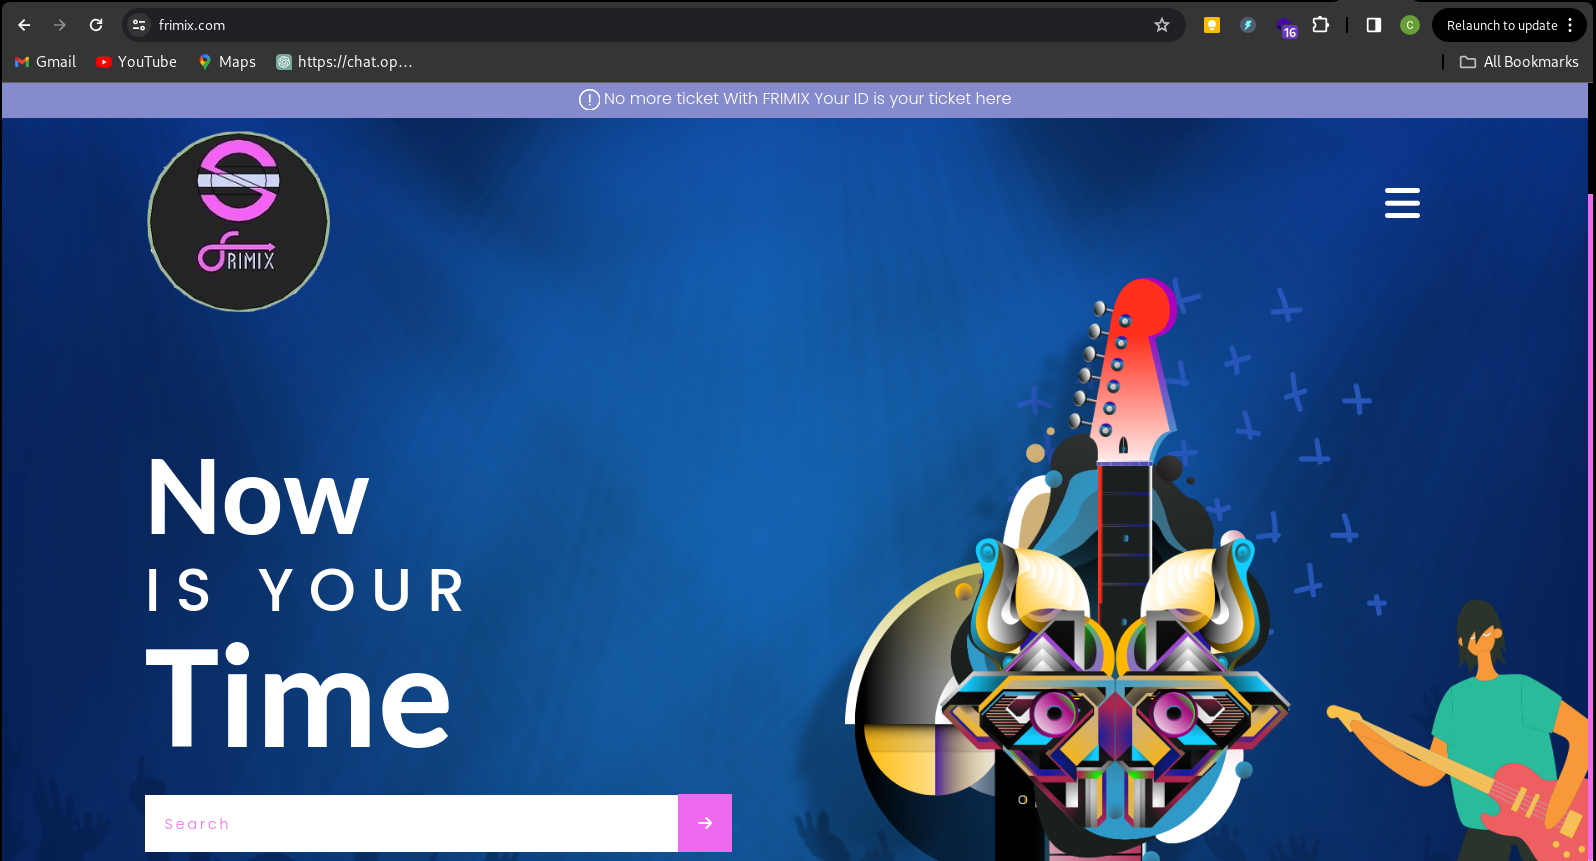 frimix.com
16
C
Relaunch to update
Gmail
YouTube
Maps
https://chat.op...
All Bookmarks
No more ticket With FRIMIX Your ID is your ticket here
FRIMIX
Now
IS YOUR
Time
Search